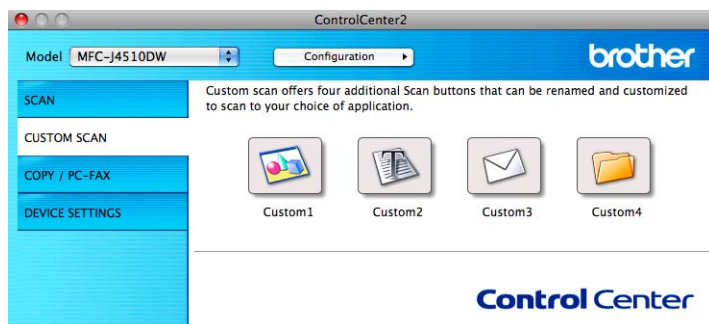 ControlCenter2
Model MFC-J4510DW Configuration brother
SCAN
CUSTOM SCAN
COPY / PC-FAX
DEVICE SETTINGS
Custom scan offers four additional Scan buttons that can be renamed and customized
to scan to your choice of application.
T
Custom1 Custom2 Custom3 Custom4
Control Center